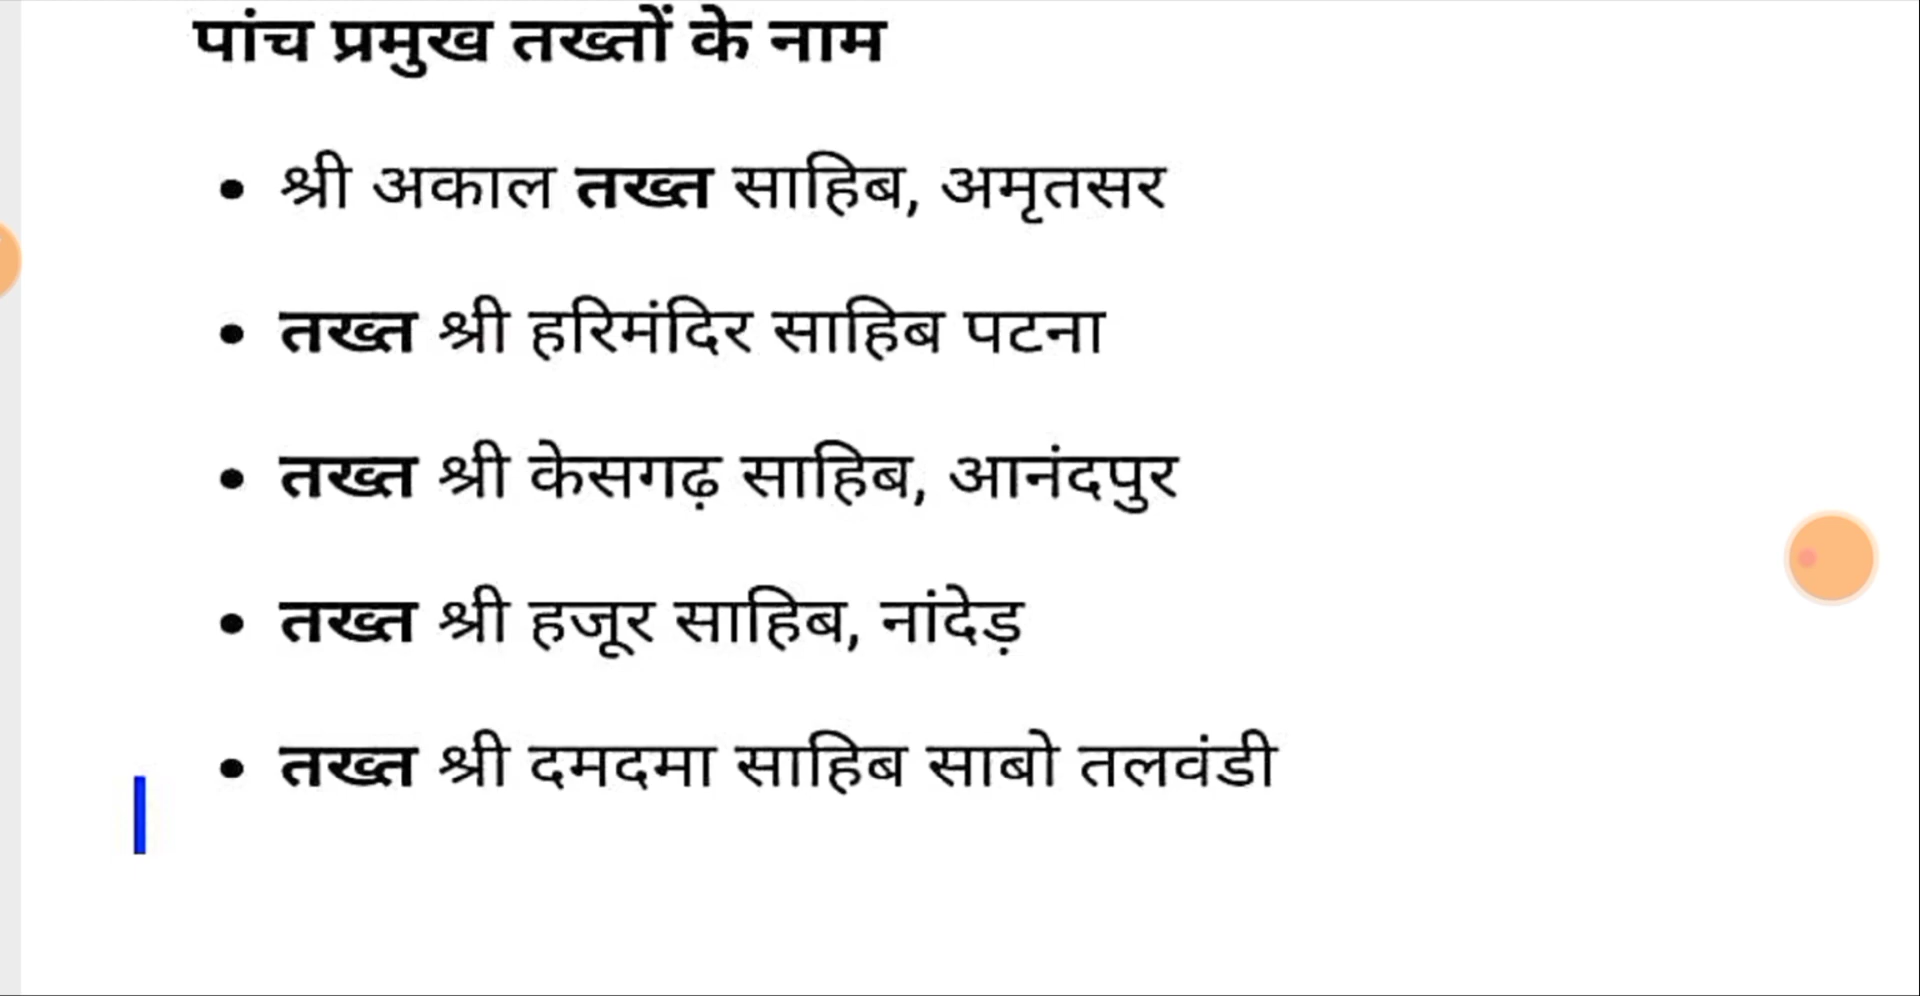 पांच प्रमुख तख्तों के नाम
• श्री अकाल तख्त साहिब, अमृतसर
• तख्त श्री हरिमंदिर साहिब पटना
• तख्त श्री केसगढ़ साहिब, आनंदपुर
• तख्त श्री हजूर साहिब, नांदेड़
• तख्त श्री दमदमा साहिब साबो तलवंडी